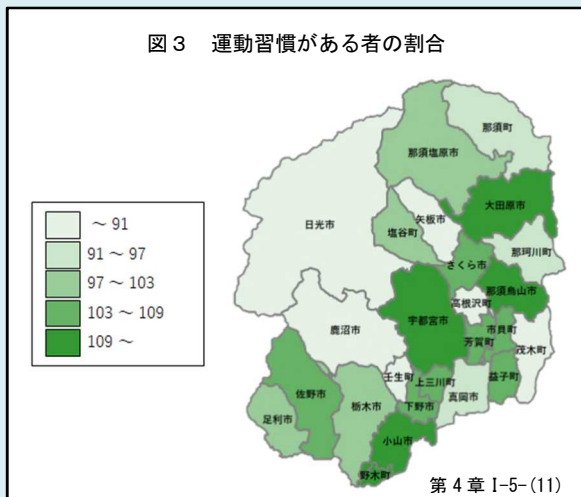 図３　運動習慣がある者の割合
那須町
那須塩原市
大田原市
日光市
矢板市
塩谷町
那珂川町
さくら市
那須烏山市
高根沢町
宇都宮市
市貝町
芳賀町
茂木町
鹿沼市
壬生町
上三川町
益子町
佐野市
下野市
真岡市
栃木市
足利市
小山市
野木町
～ 91
91 ～ 97
97 ～ 103
103 ～ 109
109 ～
第４章 I-5-(11)